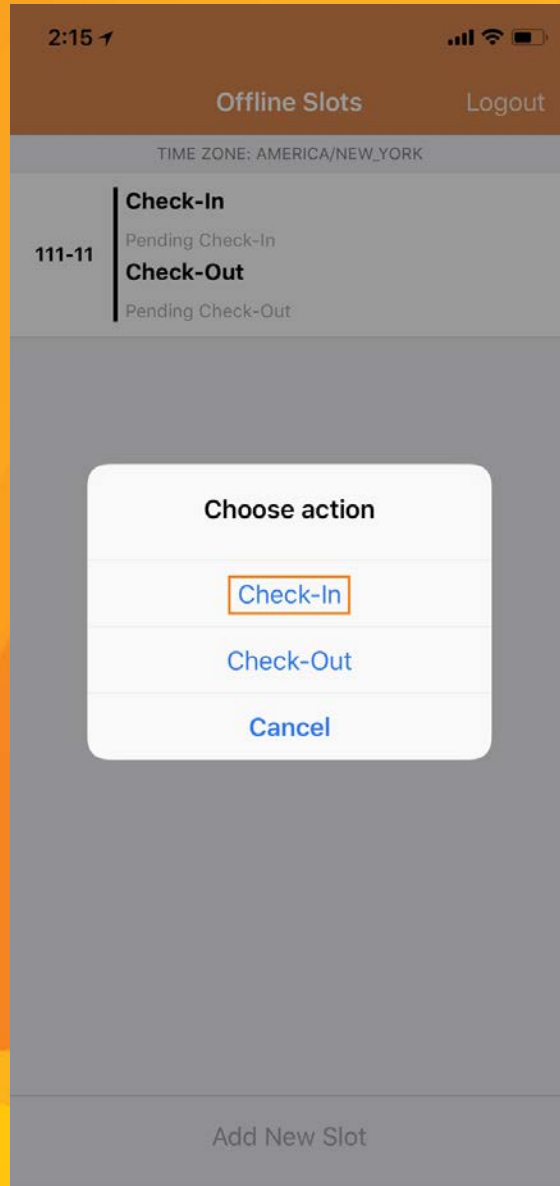 2:15
Offline Slots Logout
TIME ZONE: AMERICA/NEW_YORK
Check-In
Pending Check-In
111-11
Check-Out
Pending Check-Out
Choose action
Check-In
Check-Out
Cancel
Add New Slot